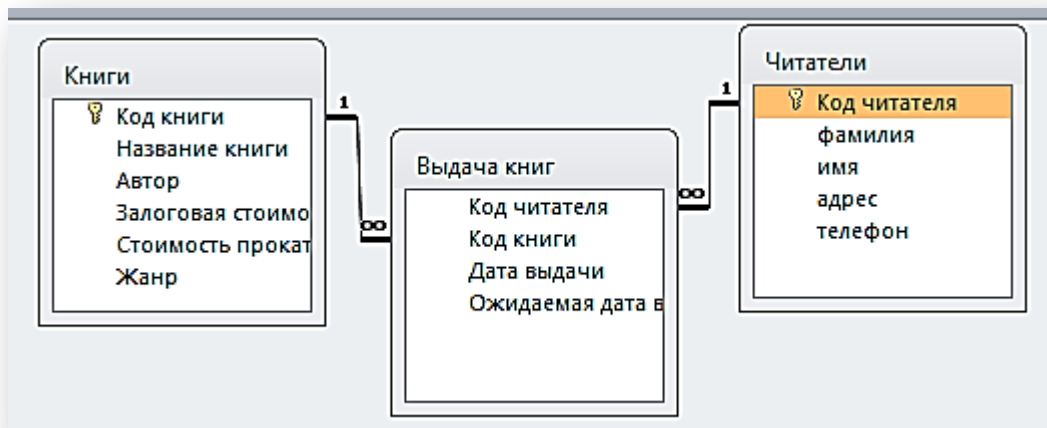 Книги
Код книги
Название книги
Автор
Залоговая стоимо
Стоимость прокат
Жанр
1
∞
Выдача книг
Код читателя
Код книги
Дата выдачи
Ожидаемая дата в
∞
1
Читатели
Код читателя
фамилия
имя
адрес
телефон